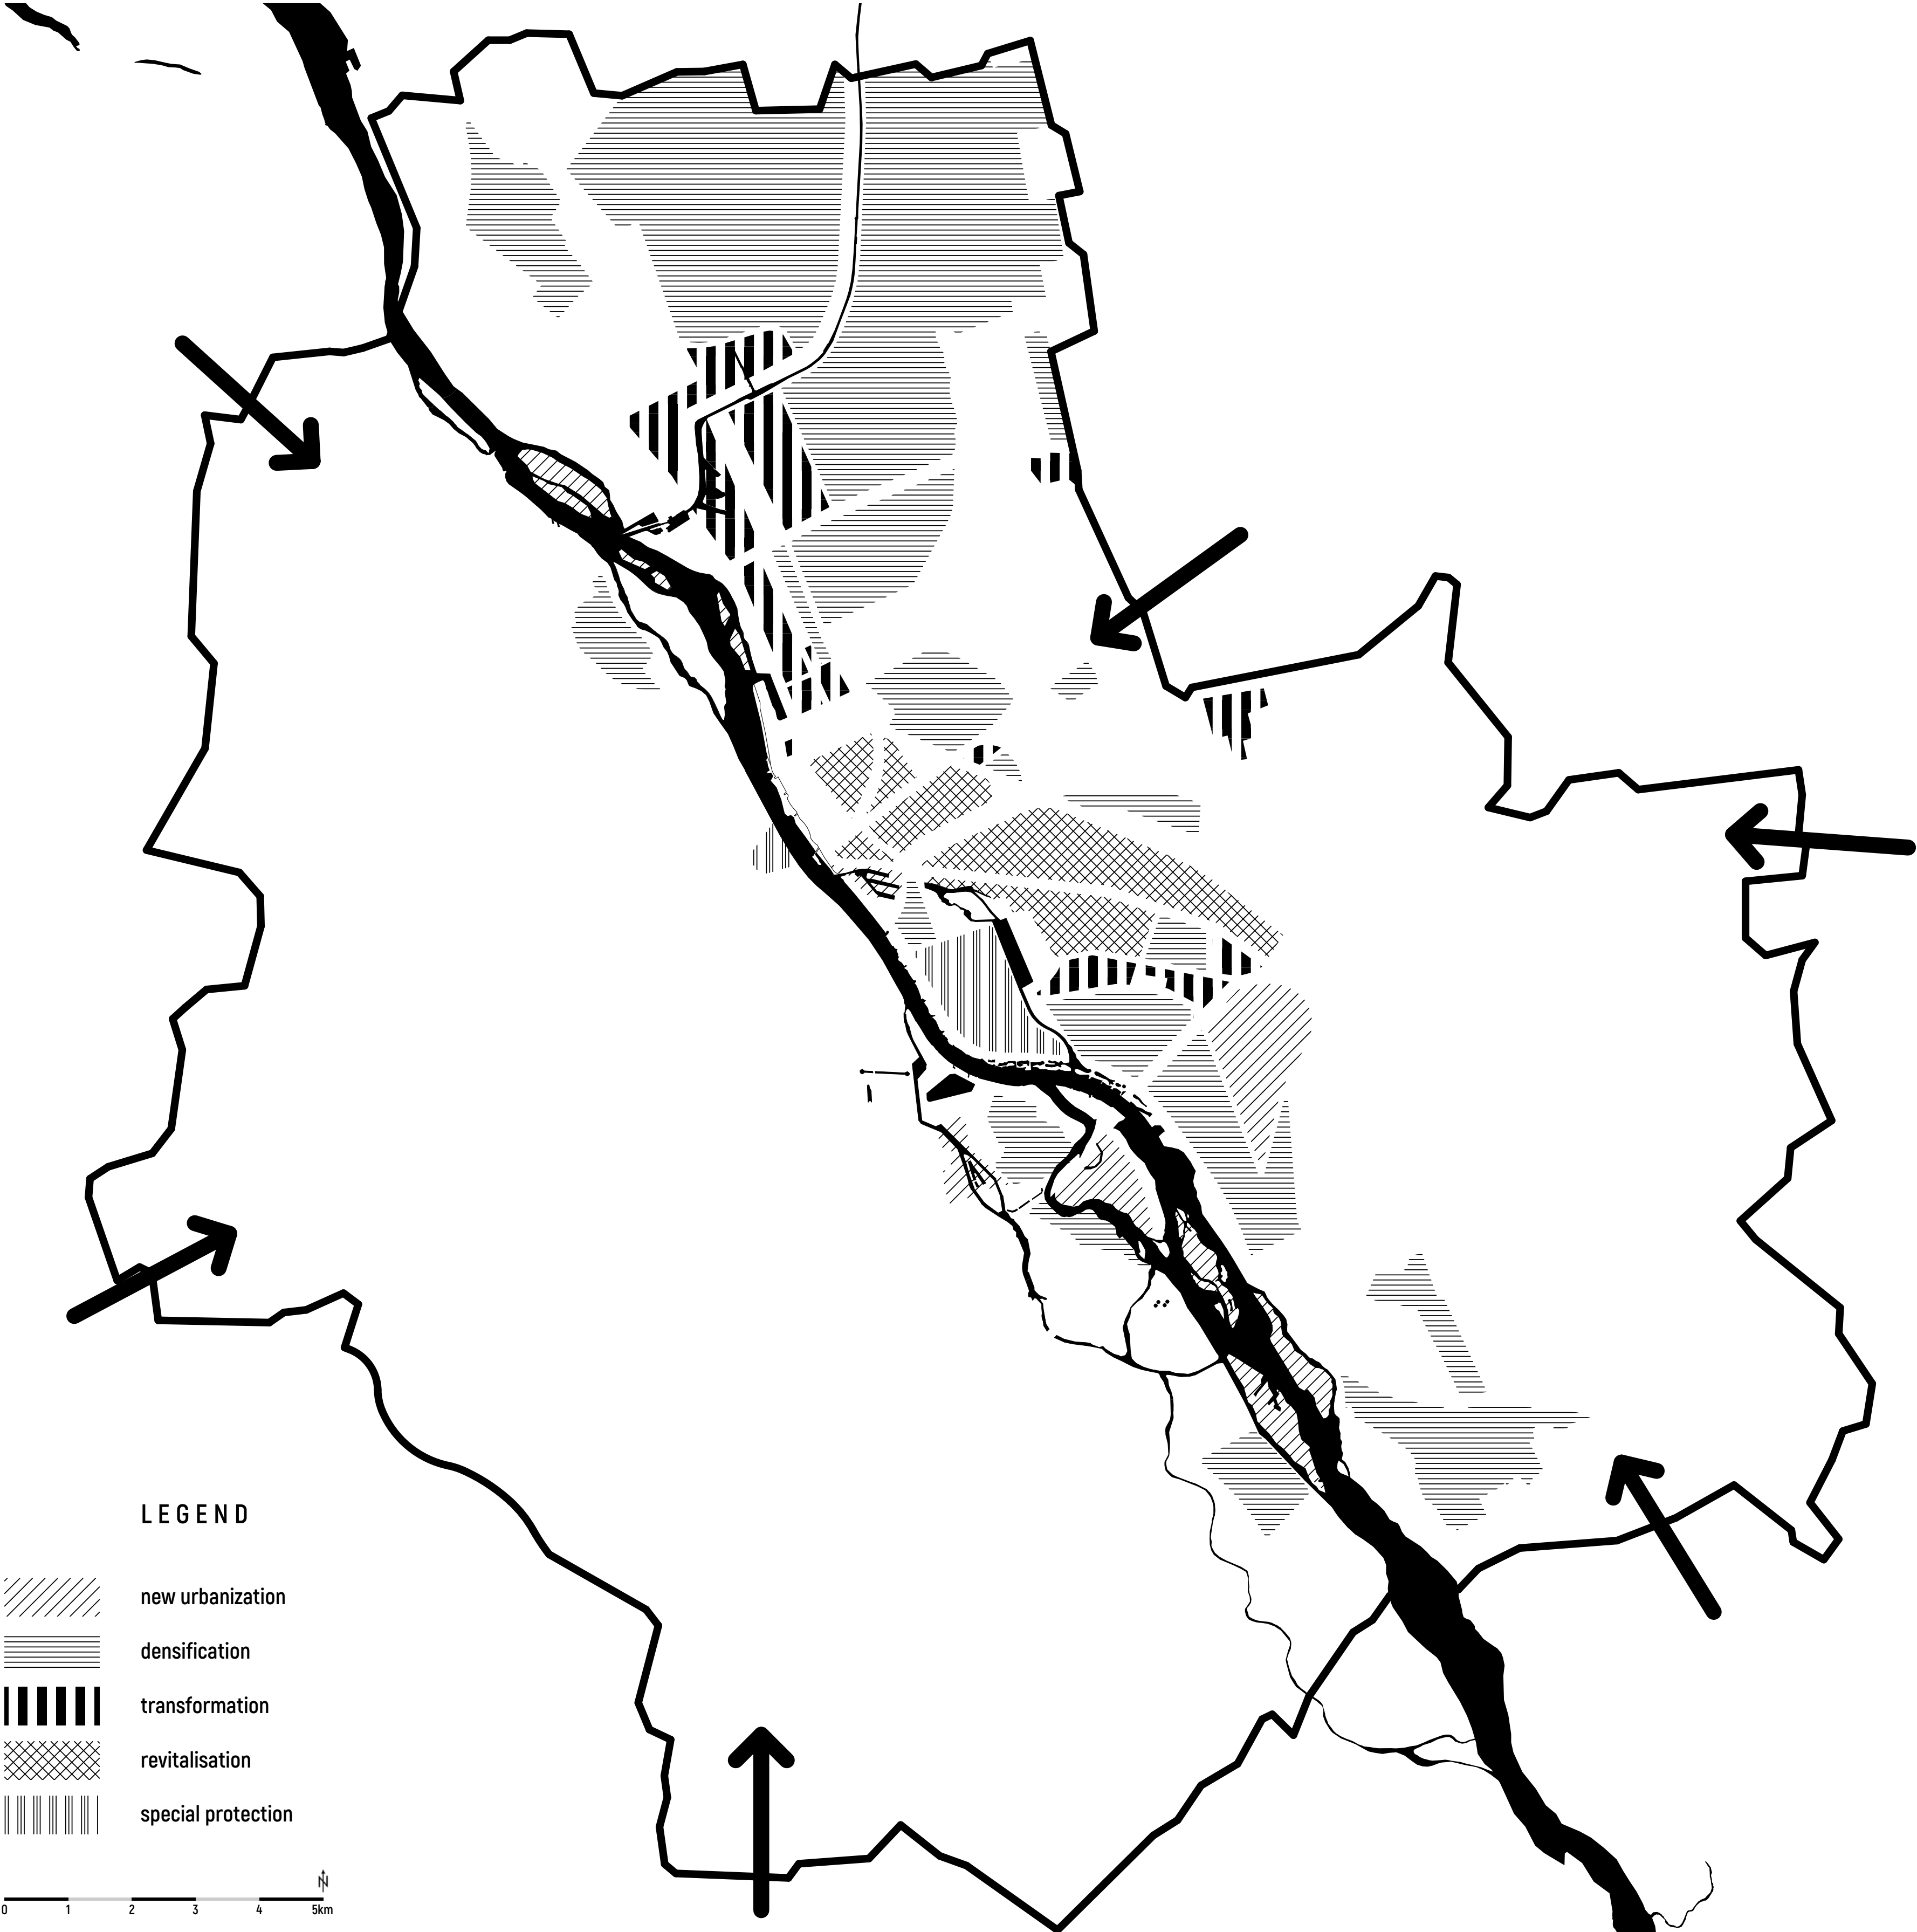 LEGEND
new urbanization
densification
transformation
revitalisation
special protection
N
0 1 2 3 4 5km